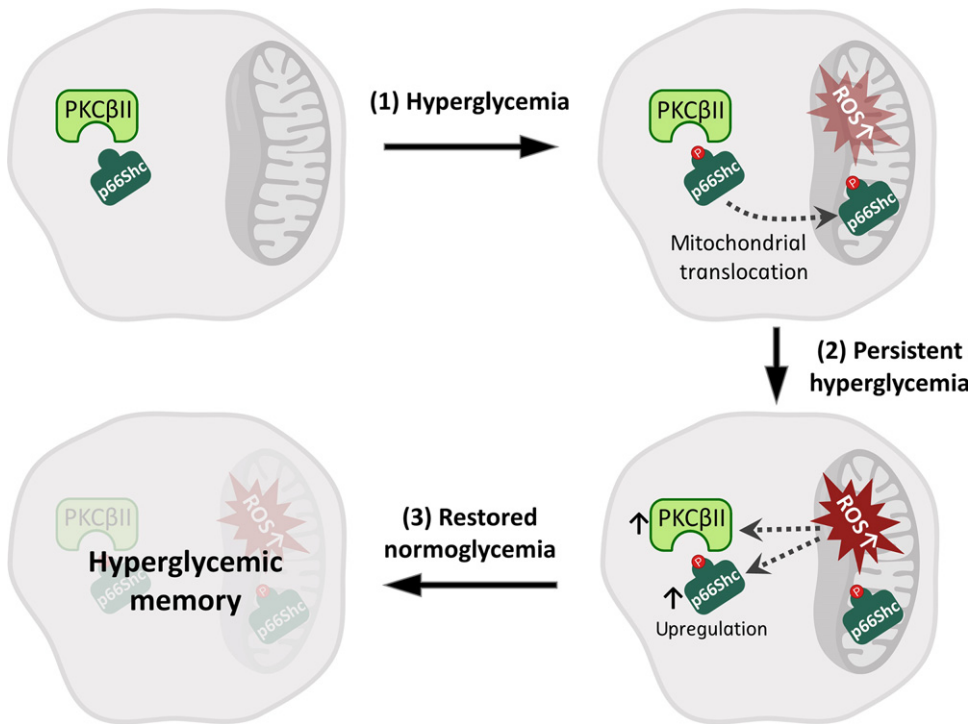 PKCβII
p66Shc
(1) Hyperglycemia
PKCβII
P
p66Shc
ROS↑
P
p66Shc
Mitochondrial
translocation
(2) Persistent
hyperglycemia
↑ PKCβII
P
↑ p66Shc
Upregulation
ROS↑
P
p66Shc
(3) Restored
normoglycemia
PKCβII
P
p66Shc
ROS↑
P
p66Shc
Hyperglycemic
memory